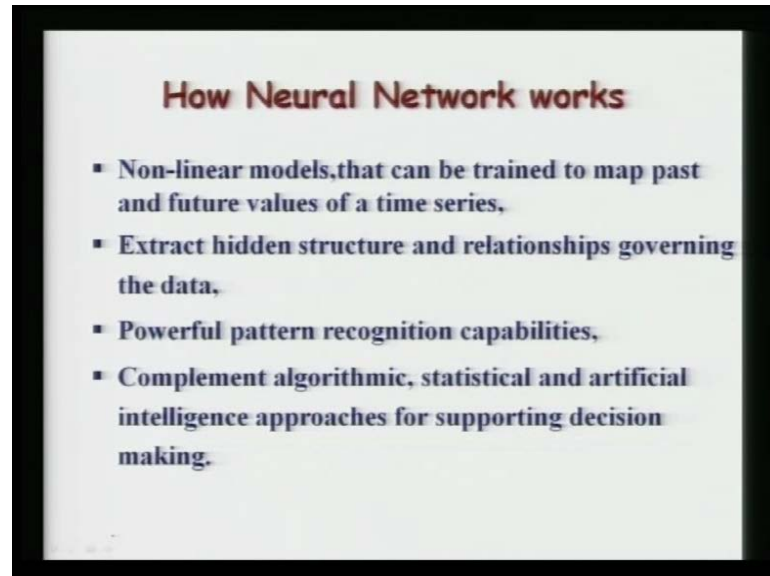 How Neural Network works
▪ Non-linear models,that can be trained to map past
and future values of a time series,
▪ Extract hidden structure and relationships governing
the data,
▪ Powerful pattern recognition capabilities,
▪ Complement algorithmic, statistical and artificial
intelligence approaches for supporting decision
making.